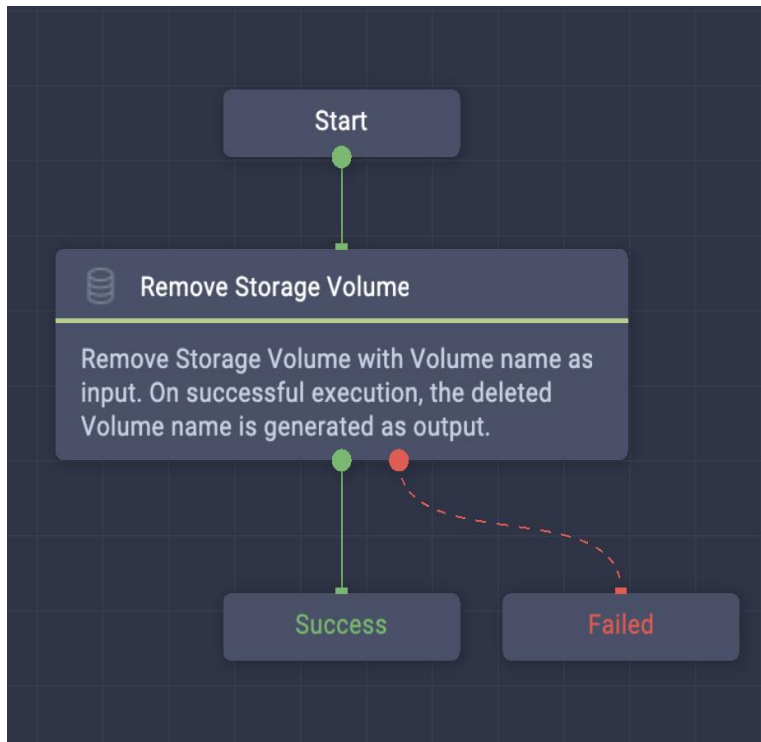 Start
Remove Storage Volume
Remove Storage Volume with Volume name as
input. On successful execution, the deleted
Volume name is generated as output.
Success
Failed